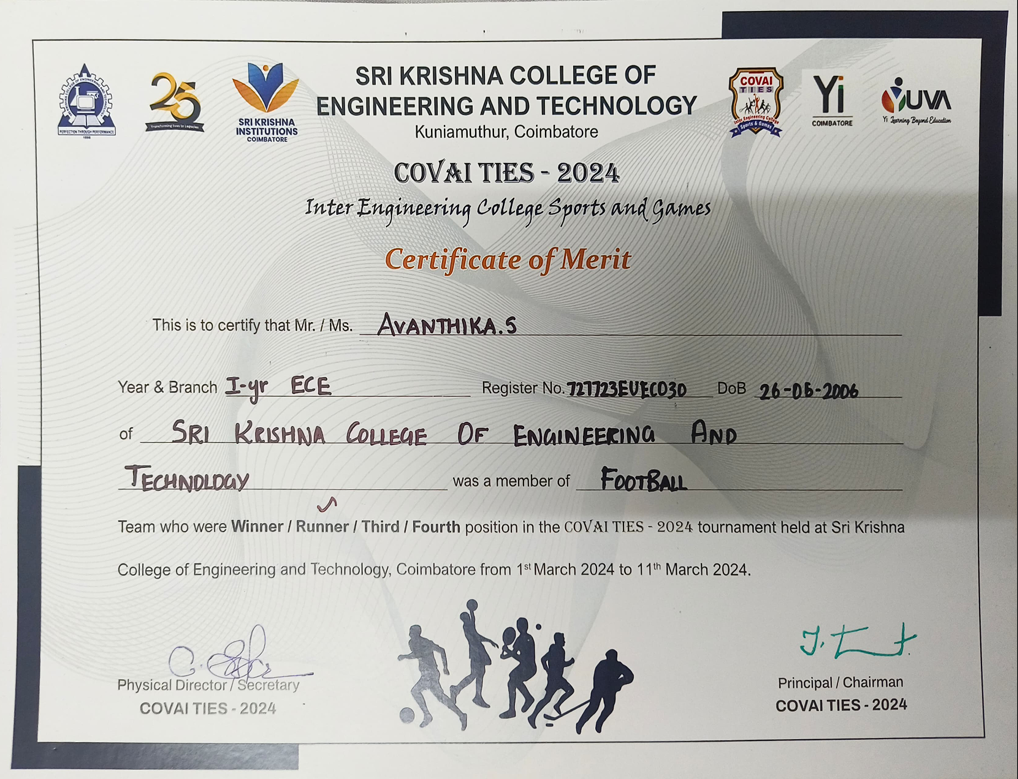 SRI KRISHNA COLLEGE OF
ENGINEERING AND TECHNOLOGY
Kuniamuthur, Coimbatore
PERFECTION THROUGH PERFORMANCE
25
SRI KRISHNA
INSTITUTIONS
COIMBATORE
COVAI
TIES
Inter Engineering College
Sports & Games
Yi
COIMBATORE
YUVA
Yi Learning Beyond Education
COVAI TIES - 2024
Inter Engineering College Sports and Games
Certificate of Merit
This is to certify that Mr. / Ms. AVANTHIKA.S
Year & Branch I-yr ECE Register No. 727723EUEC030 DoB 26-06-2006
of SRI KRISHNA COLLEGE OF ENGINEERING AND
TECHNOLOGY was a member of FOOTBALL
Team who were Winner / Runner / Third / Fourth position in the COVAI TIES - 2024 tournament held at Sri Krishna
College of Engineering and Technology, Coimbatore from 1st March 2024 to 11th March 2024.
Physical Director / Secretary
COVAI TIES - 2024
Principal / Chairman
COVAI TIES - 2024